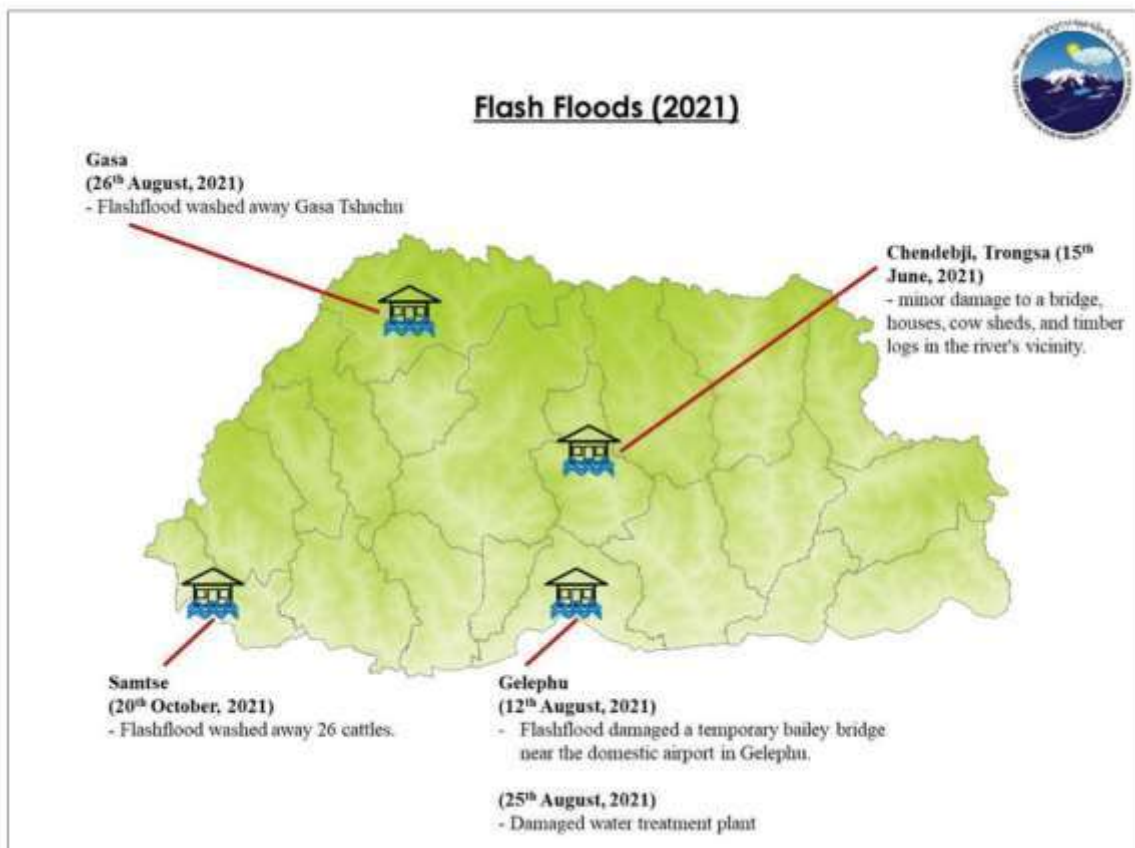 Flash Floods (2021)
Gasa
(26th August, 2021)
- Flashflood washed away Gasa Tshachu
Chendebji, Trongsa (15th
June, 2021)
- minor damage to a bridge,
houses, cow sheds, and timber
logs in the river's vicinity.
Samtse
(20th October, 2021)
- Flashflood washed away 26 cattles.
Gelephu
(12th August, 2021)
- Flashflood damaged a temporary bailey bridge
near the domestic airport in Gelephu.
(25th August, 2021)
- Damaged water treatment plant